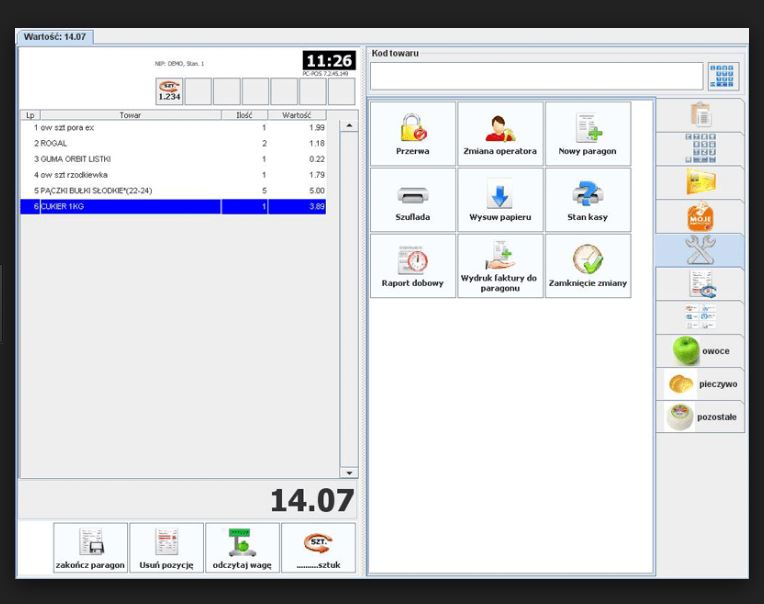 Wartość: 14.07
NIP: DEMO, Stan. 1
11:26
PC-POS 7.2.45.149
SZT.
1.234
Lp Towar Ilość Wartość
1 ow szt pora ex 1 1.99
2 ROGAL 2 1.18
3 GUMA ORBIT LISTKI 1 0.22
4 ow szt rzodkiewka 1 1.79
5 PĄCZKI BUŁKI SŁODKIE*(22-24) 5 5.00
6 CUKIER 1KG 1 3.89
14.07
zakończ paragon
Usuń pozycję
odczytaj wagę
SZT.
.........sztuk
Kod towaru
Przerwa
Zmiana operatora
Nowy paragon
Szuflada
Wysuw papieru
Stan kasy
Raport dobowy
Wydruk faktury do
paragonu
Zamknięcie zmiany
MOJE
owoce
pieczywo
pozostałe